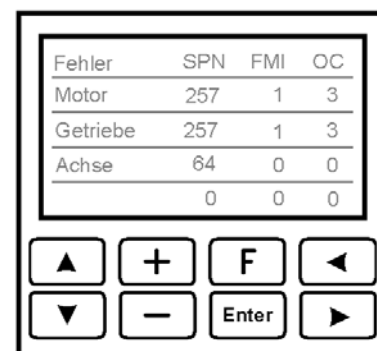 Fehler SPN FMI OC
Motor 257 1 3
Getriebe 257 1 3
Achse 64 0 0
0 0 0
+ F
− Enter